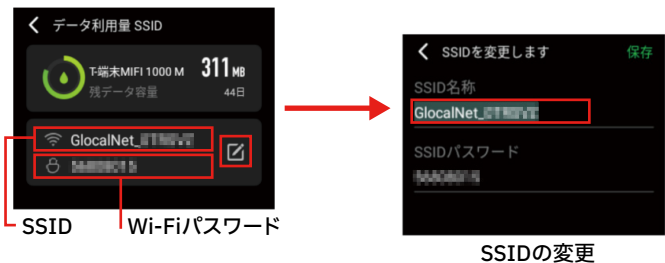 データ利用量 SSID
T-端末MIFI 1000 M
311 MB
残データ容量
44日
GlocalNet_
SSID
Wi-Fiパスワード
SSIDを変更します
保存
SSID名称
GlocalNet_
SSIDパスワード
SSIDの変更